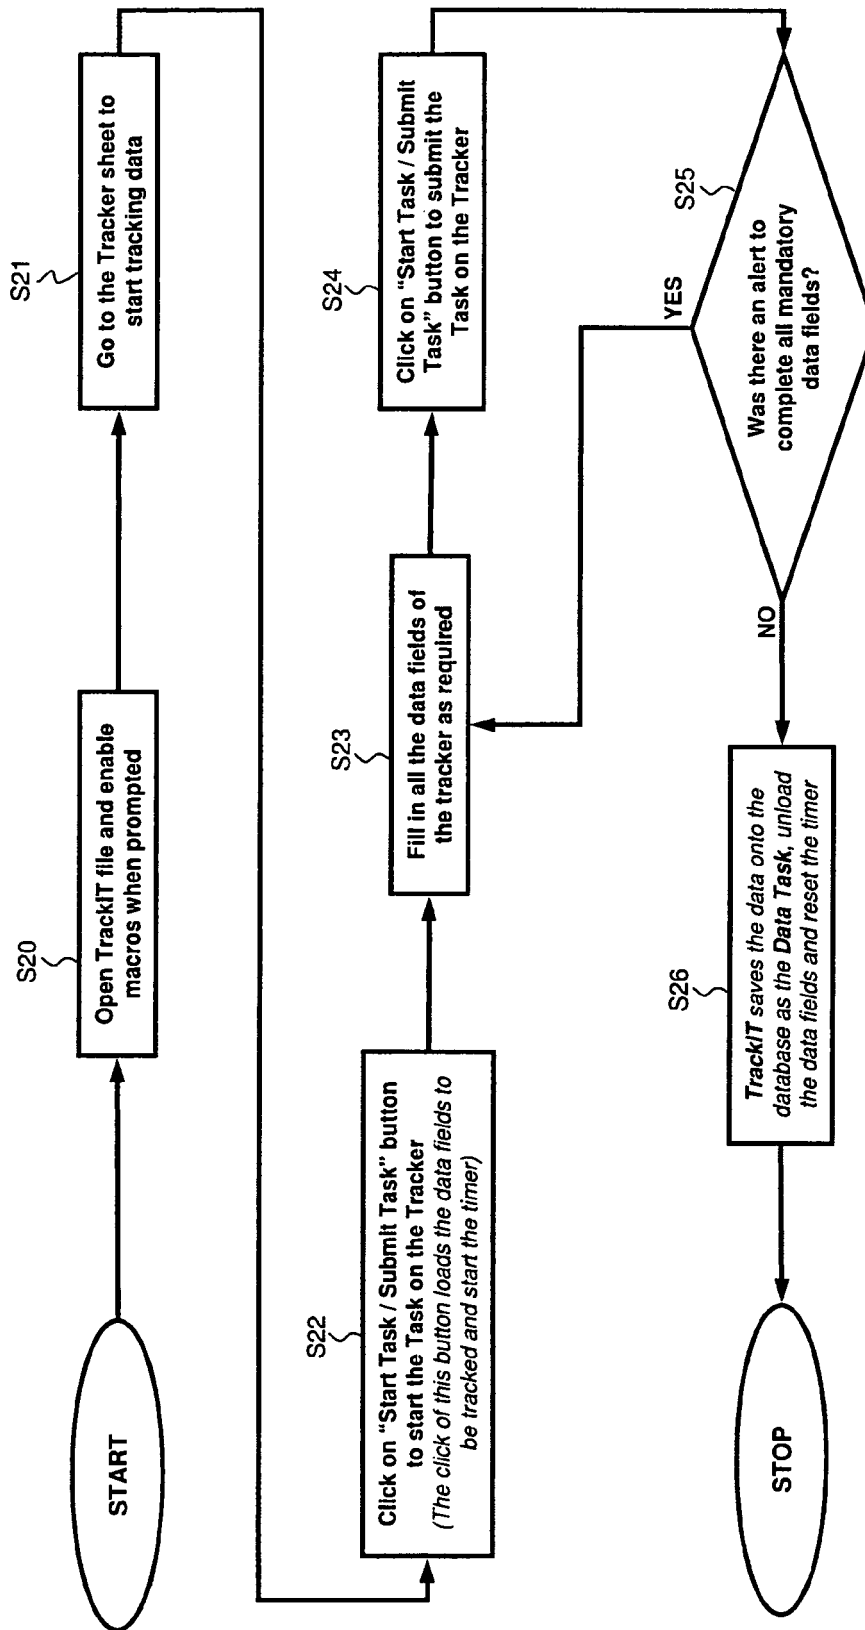 START
S20
Open TrackIT file and enable
macros when prompted
S21
Go to the Tracker sheet to
start tracking data
S22
Click on "Start Task / Submit Task" button
to start the Task on the Tracker
(The click of this button loads the data fields to
be tracked and start the timer)
S23
Fill in all the data fields of
the tracker as required
S24
Click on "Start Task / Submit
Task" button to submit the
Task on the Tracker
S25
Was there an alert to
complete all mandatory
data fields?
YES
NO
S26
TrackIT saves the data onto the
database as the Data Task, unload
the data fields and reset the timer
STOP